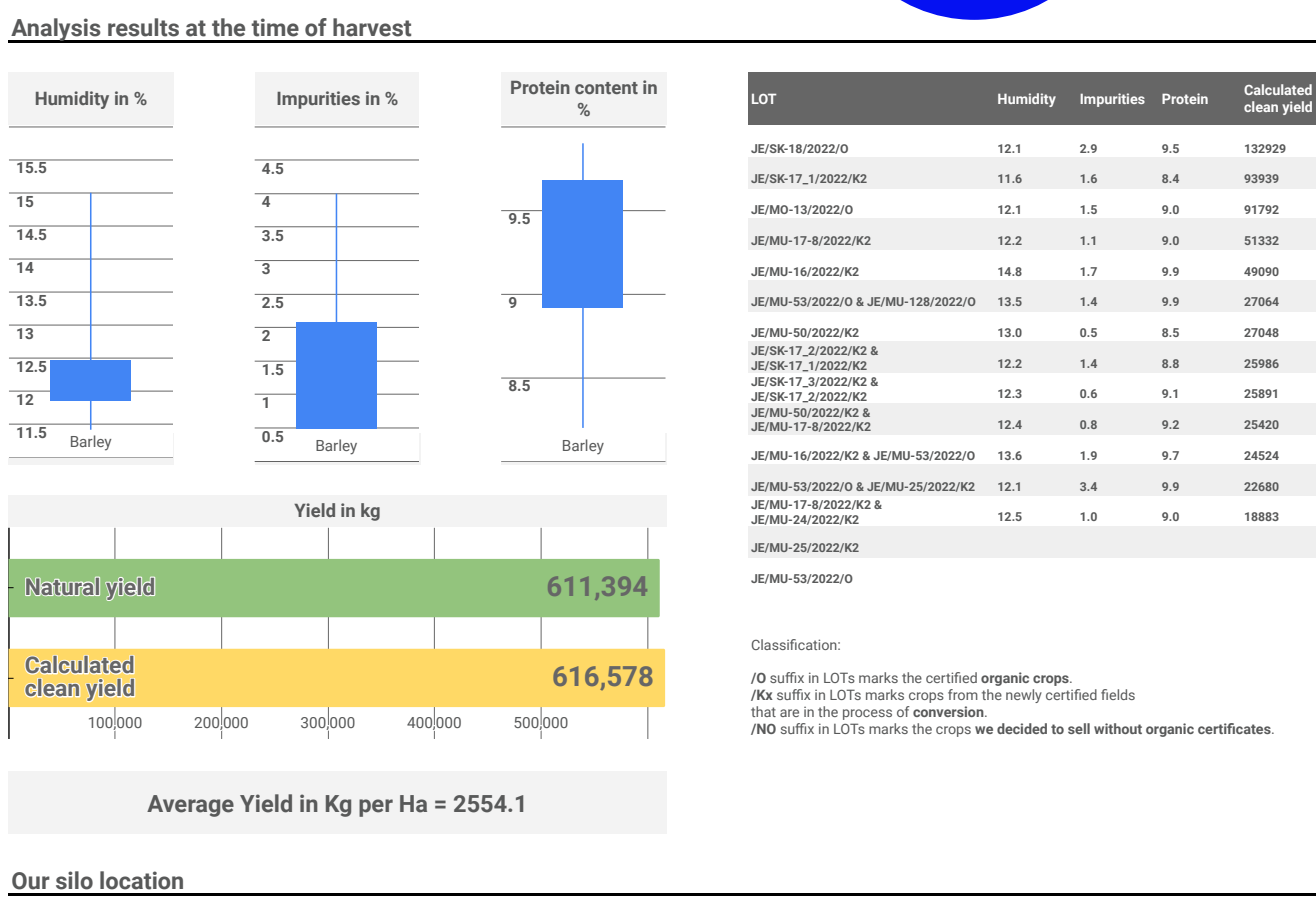 Analysis results at the time of harvest
Humidity in %
15.5
15
14.5
14
13.5
13
12.5
12
11.5
Barley
Impurities in %
4.5
4
3.5
3
2.5
2
1.5
1
0.5
Barley
Protein content in
%
9.5
9
8.5
Barley
Yield in kg
Natural yield
611,394
Calculated
clean yield
616,578
100,000 200,000 300,000 400,000 500,000
Average Yield in Kg per Ha = 2554.1
LOT Humidity Impurities Protein Calculated
clean yield
JE/SK-18/2022/O 12.1 2.9 9.5 132929
JE/SK-17_1/2022/K2 11.6 1.6 8.4 93939
JE/MO-13/2022/O 12.1 1.5 9.0 91792
JE/MU-17-8/2022/K2 12.2 1.1 9.0 51332
JE/MU-16/2022/K2 14.8 1.7 9.9 49090
JE/MU-53/2022/O & JE/MU-128/2022/O 13.5 1.4 9.9 27064
JE/MU-50/2022/K2 13.0 0.5 8.5 27048
JE/SK-17_2/2022/K2 &
JE/SK-17_1/2022/K2 12.2 1.4 8.8 25986
JE/SK-17_3/2022/K2 &
JE/SK-17_2/2022/K2 12.3 0.6 9.1 25891
JE/MU-50/2022/K2 &
JE/MU-17-8/2022/K2 12.4 0.8 9.2 25420
JE/MU-16/2022/K2 & JE/MU-53/2022/O 13.6 1.9 9.7 24524
JE/MU-53/2022/O & JE/MU-25/2022/K2 12.1 3.4 9.9 22680
JE/MU-17-8/2022/K2 &
JE/MU-24/2022/K2 12.5 1.0 9.0 18883
JE/MU-25/2022/K2
JE/MU-53/2022/O
Classification:
/O suffix in LOTs marks the certified organic crops.
/Kx suffix in LOTs marks crops from the newly certified fields
that are in the process of conversion.
/NO suffix in LOTs marks the crops we decided to sell without organic certificates.
Our silo location